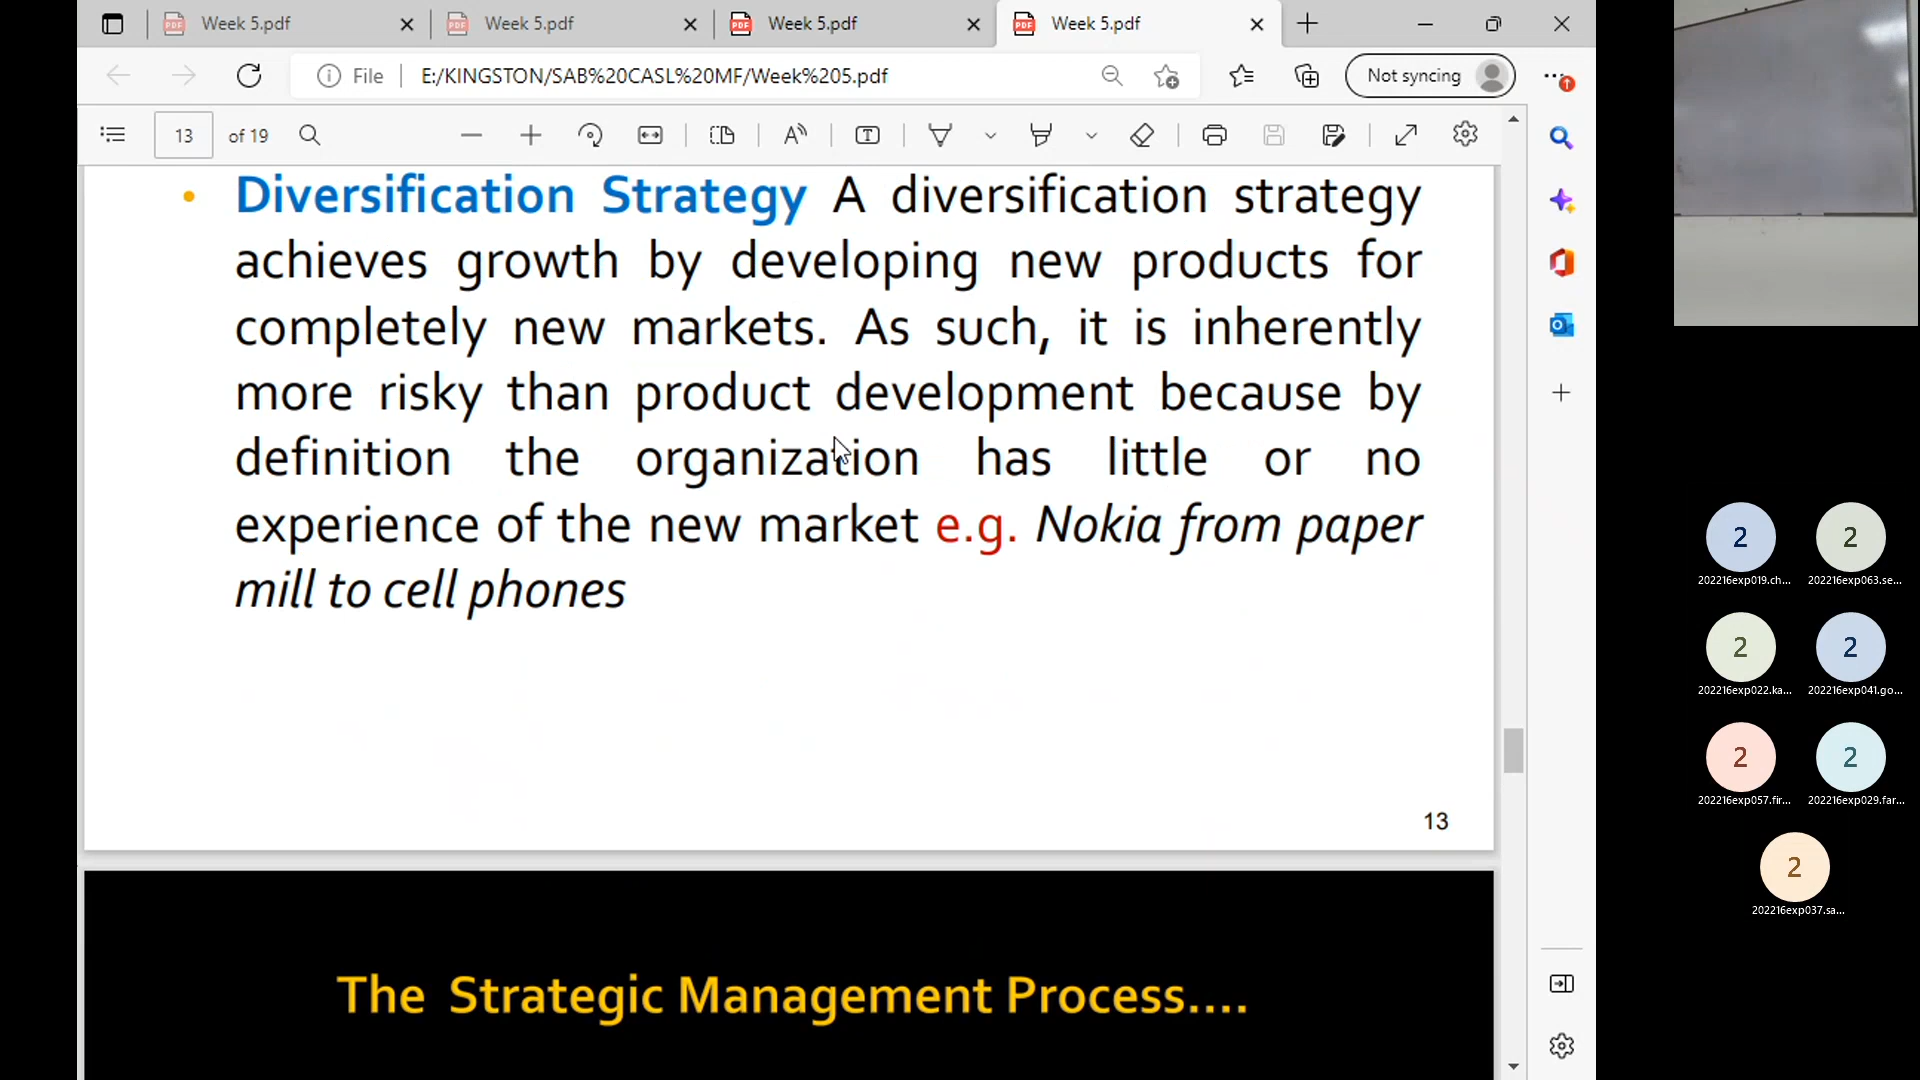 Week 5.pdf
Week 5.pdf
Week 5.pdf
Week 5.pdf
File
E:/KINGSTON/SAB%20CASL%20MF/Week%205.pdf
Not syncing
13 of 19
Diversification Strategy A diversification strategy
achieves growth by developing new products for
completely new markets. As such, it is inherently
more risky than product development because by
definition the organization has little or no
experience of the new market e.g. Nokia from paper
mill to cell phones
13
The Strategic Management Process....
2
202216exp019.ch...
2
202216exp063.se...
2
202216exp022.ka...
2
202216exp041.go...
2
202216exp057.fir...
2
202216exp029.far...
2
202216exp037.sa...